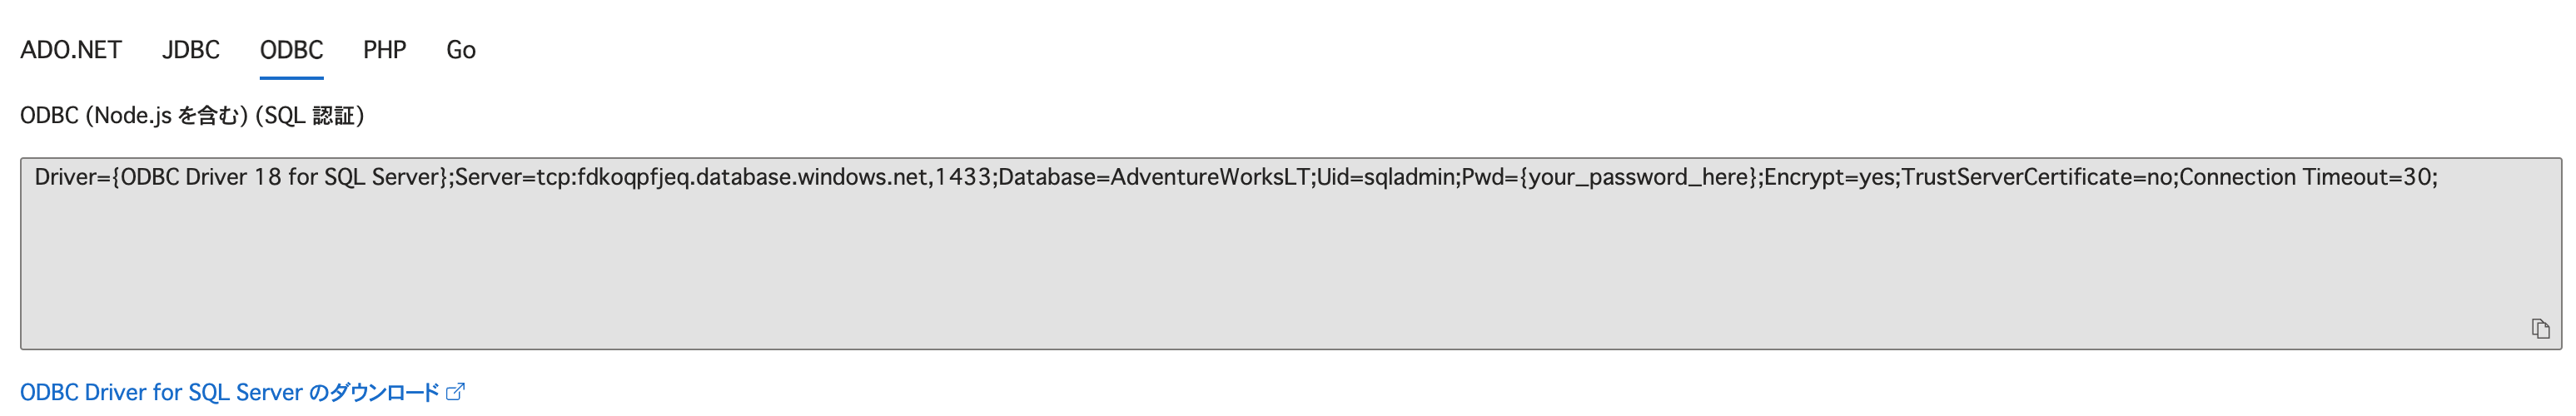 ADO.NET JDBC ODBC PHP Go
ODBC (Node.js を含む) (SQL 認証)
Driver={ODBC Driver 18 for SQL Server};Server=tcp:fdkoqpfjeq.database.windows.net,1433;Database=AdventureWorksLT;Uid=sqladmin;Pwd={your_password_here};Encrypt=yes;TrustServerCertificate=no;Connection Timeout=30;
ODBC Driver for SQL Server のダウンロード